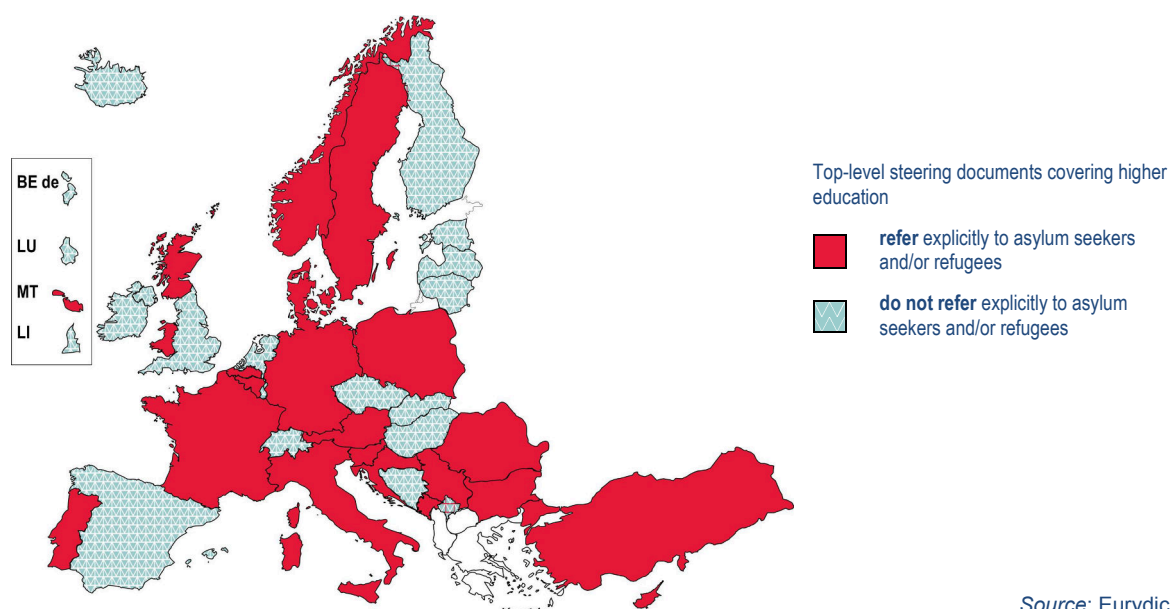 BE de
LU
MT
LI
Top-level steering documents covering higher
education
refer explicitly to asylum seekers
and/or refugees
do not refer explicitly to asylum
seekers and/or refugees
Source: Eurydic